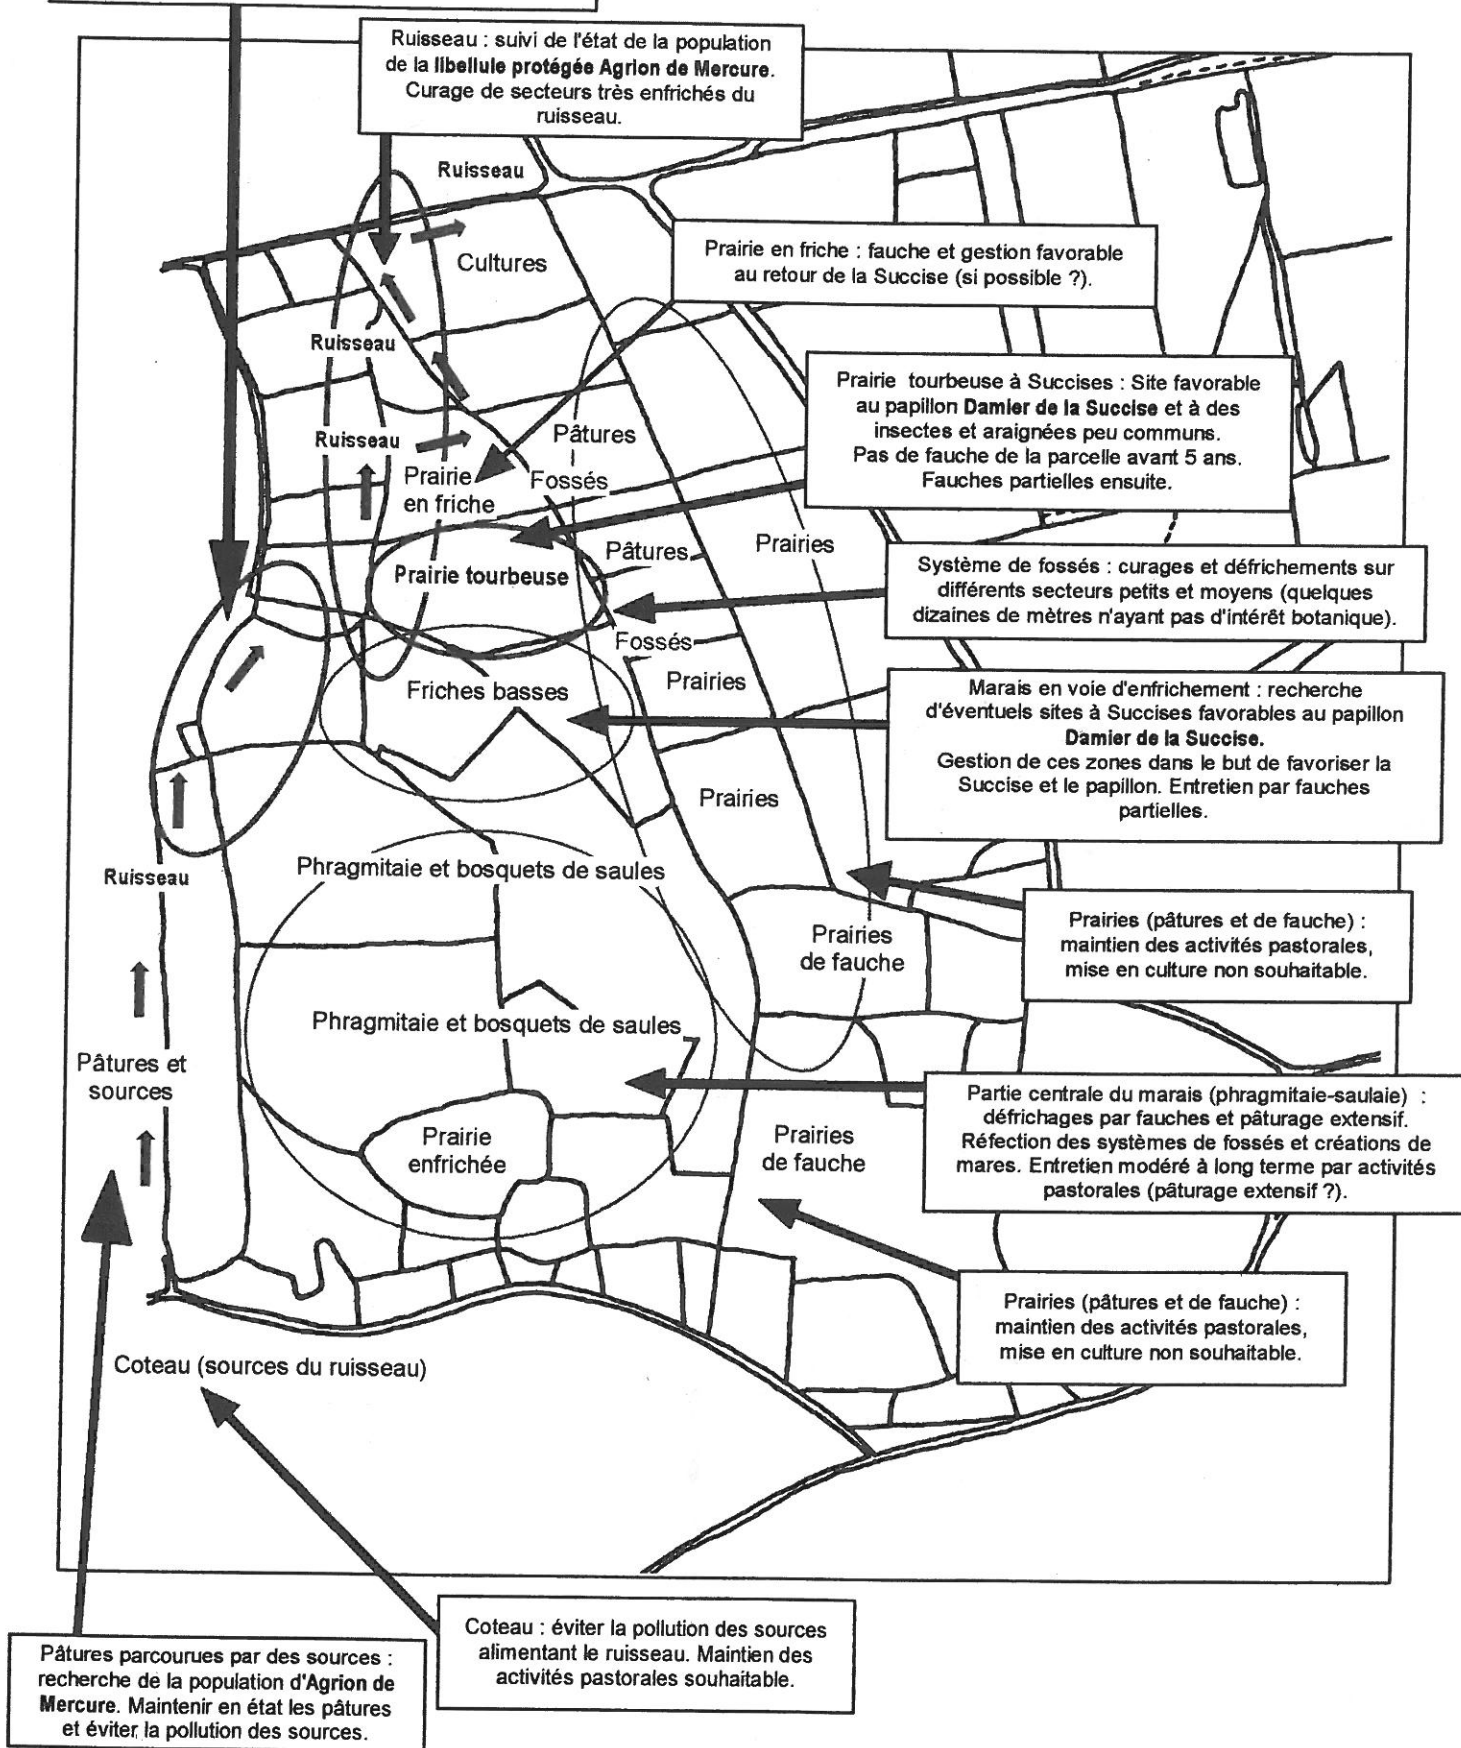 Ruisseau : suivi de l'état de la population
de la libellule protégée Agrion de Mercure.
Curage de secteurs très enfrichés du
ruisseau.
Ruisseau
Cultures
Prairie en friche : fauche et gestion favorable
au retour de la Succise (si possible ?).
Ruisseau
Prairie tourbeuse à Succises : Site favorable
au papillon Damier de la Succise et à des
insectes et araignées peu communs.
Pas de fauche de la parcelle avant 5 ans.
Fauches partielles ensuite.
Ruisseau
Pâtures
Prairie
en friche
Fossés
Pâtures
Prairies
Prairie tourbeuse
Système de fossés : curages et défrichements sur
différents secteurs petits et moyens (quelques
dizaines de mètres n'ayant pas d'intérêt botanique).
Fossés
Prairies
Friches basses
Marais en voie d'enfrichement : recherche
d'éventuels sites à Succises favorables au papillon
Damier de la Succise.
Gestion de ces zones dans le but de favoriser la
Succise et le papillon. Entretien par fauches
partielles.
Prairies
Phragmitaie et bosquets de saules
Ruisseau
Prairies (pâtures et de fauche) :
maintien des activités pastorales,
mise en culture non souhaitable.
Prairies
de fauche
Phragmitaie et bosquets de saules
Pâtures et
sources
Partie centrale du marais (phragmitaie-saulaie) :
défrichages par fauches et pâturage extensif.
Réfection des systèmes de fossés et créations de
mares. Entretien modéré à long terme par activités
pastorales (pâturage extensif ?).
Prairie
enfrichée
Prairies
de fauche
Prairies (pâtures et de fauche) :
maintien des activités pastorales,
mise en culture non souhaitable.
Coteau (sources du ruisseau)
Coteau : éviter la pollution des sources
alimentant le ruisseau. Maintien des
activités pastorales souhaitable.
Pâtures parcourues par des sources :
recherche de la population d'Agrion de
Mercure. Maintenir en état les pâtures
et éviter la pollution des sources.